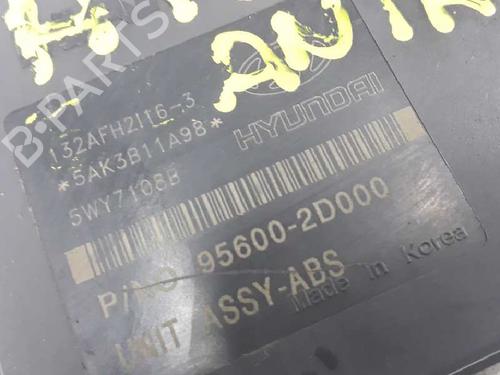 132AFH2116-3
*5AK3B11A98*
5WY7108B
HYUNDAI
P/NO 95600-2D000
UNIT ASSY-ABS
Made in Korea
B-PARTS